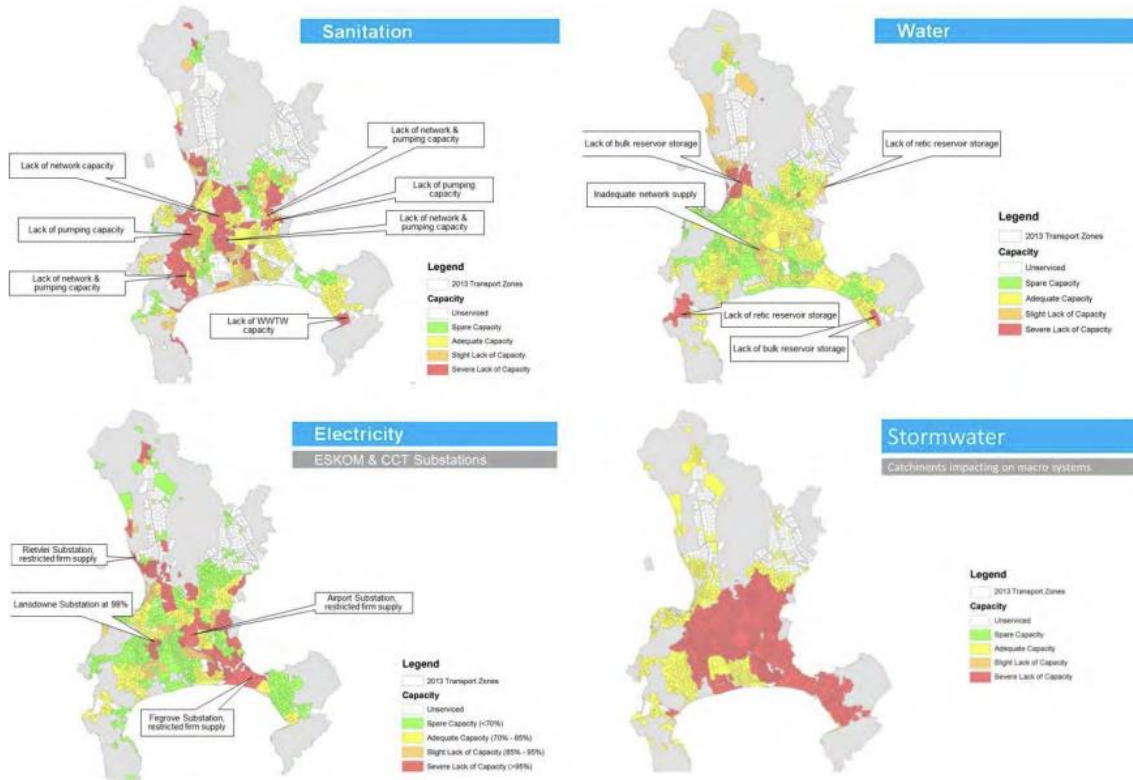 Sanitation
Lack of network &
pumping capacity
Lack of network capacity
Lack of pumping
capacity
Lack of network &
pumping capacity
Lack of pumping capacity
Lack of network &
pumping capacity
Lack of WWTW
capacity
Legend
2013 Transport Zones
Capacity
Unserviced
Spare Capacity
Adequate Capacity
Slight Lack of Capacity
Severe Lack of Capacity
Water
Lack of bulk reservoir storage
Lack of retic reservoir storage
Inadequate network supply
Lack of retic reservoir storage
Lack of bulk reservoir storage
Legend
2013 Transport Zones
Capacity
Unserviced
Spare Capacity
Adequate Capacity
Slight Lack of Capacity
Severe Lack of Capacity
Electricity
ESKOM & CCT Substations
Rietvlei Substation,
restricted firm supply
Lansdowne Substation at 98%
Airport Substation,
restricted firm supply
Firgrove Substation,
restricted firm supply
Legend
2013 Transport Zones
Capacity
Unserviced
Spare Capacity (<70%)
Adequate Capacity (70% - 85%)
Slight Lack of Capacity (85% - 95%)
Severe Lack of Capacity (>95%)
Stormwater
Catchments impacting on macro systems
Legend
2013 Transport Zones
Capacity
Unserviced
Spare Capacity
Adequate Capacity
Slight Lack of Capacity
Severe Lack of Capacity